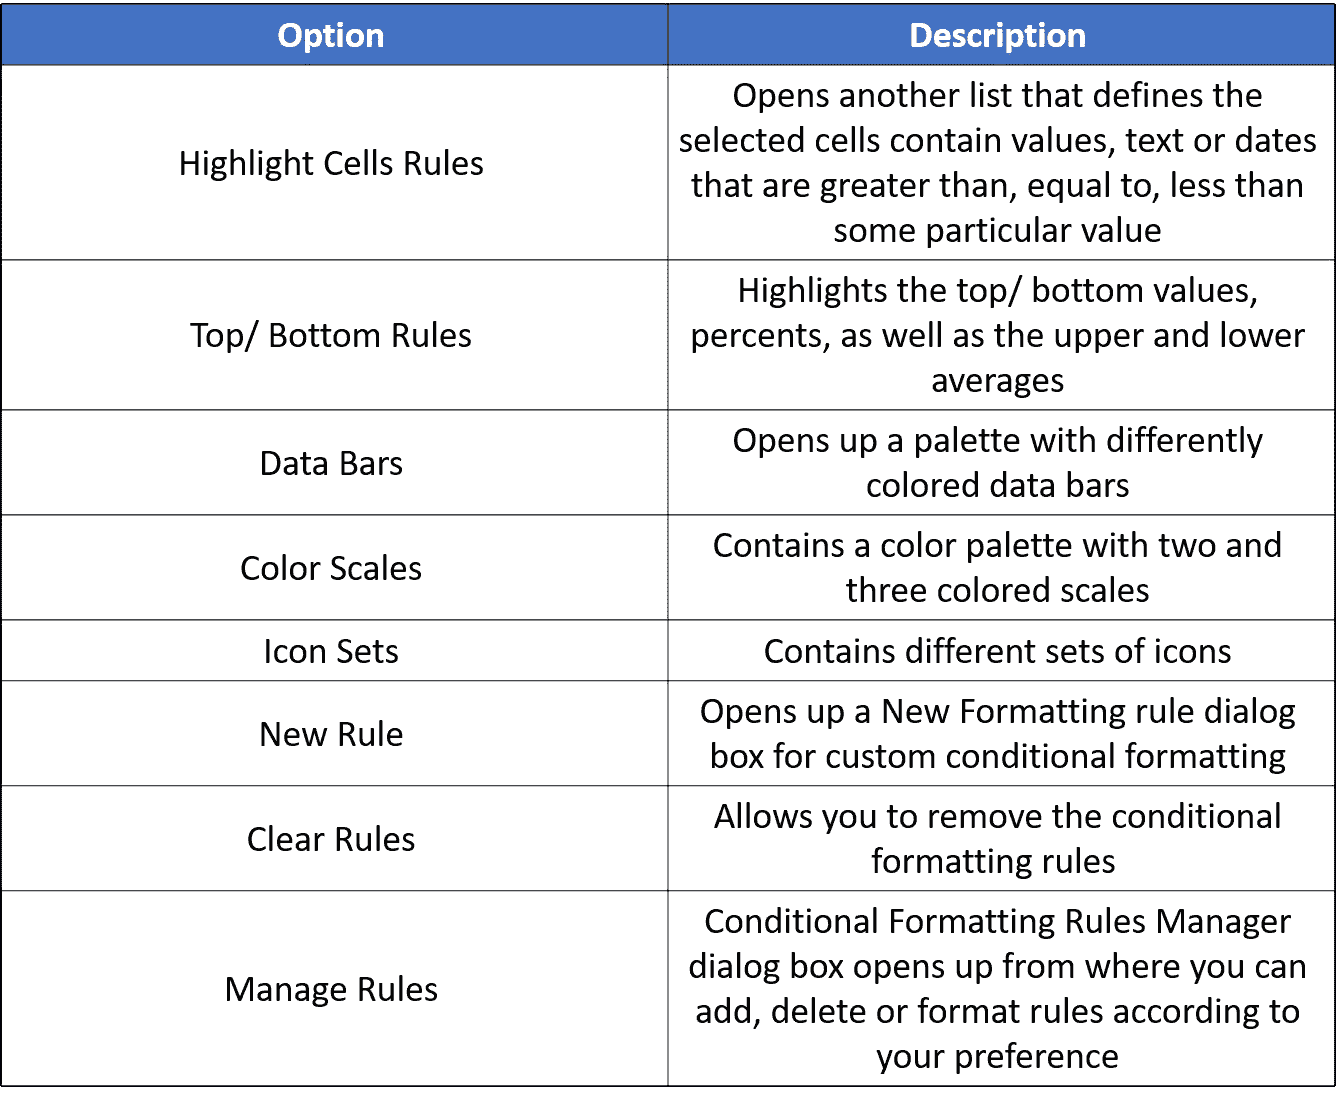 Option
Description
Highlight Cells Rules
Opens another list that defines the
selected cells contain values, text or dates
that are greater than, equal to, less than
some particular value
Top/ Bottom Rules
Highlights the top/ bottom values,
percents, as well as the upper and lower
averages
Data Bars
Opens up a palette with differently
colored data bars
Color Scales
Contains a color palette with two and
three colored scales
Icon Sets
Contains different sets of icons
New Rule
Opens up a New Formatting rule dialog
box for custom conditional formatting
Clear Rules
Allows you to remove the conditional
formatting rules
Manage Rules
Conditional Formatting Rules Manager
dialog box opens up from where you can
add, delete or format rules according to
your preference